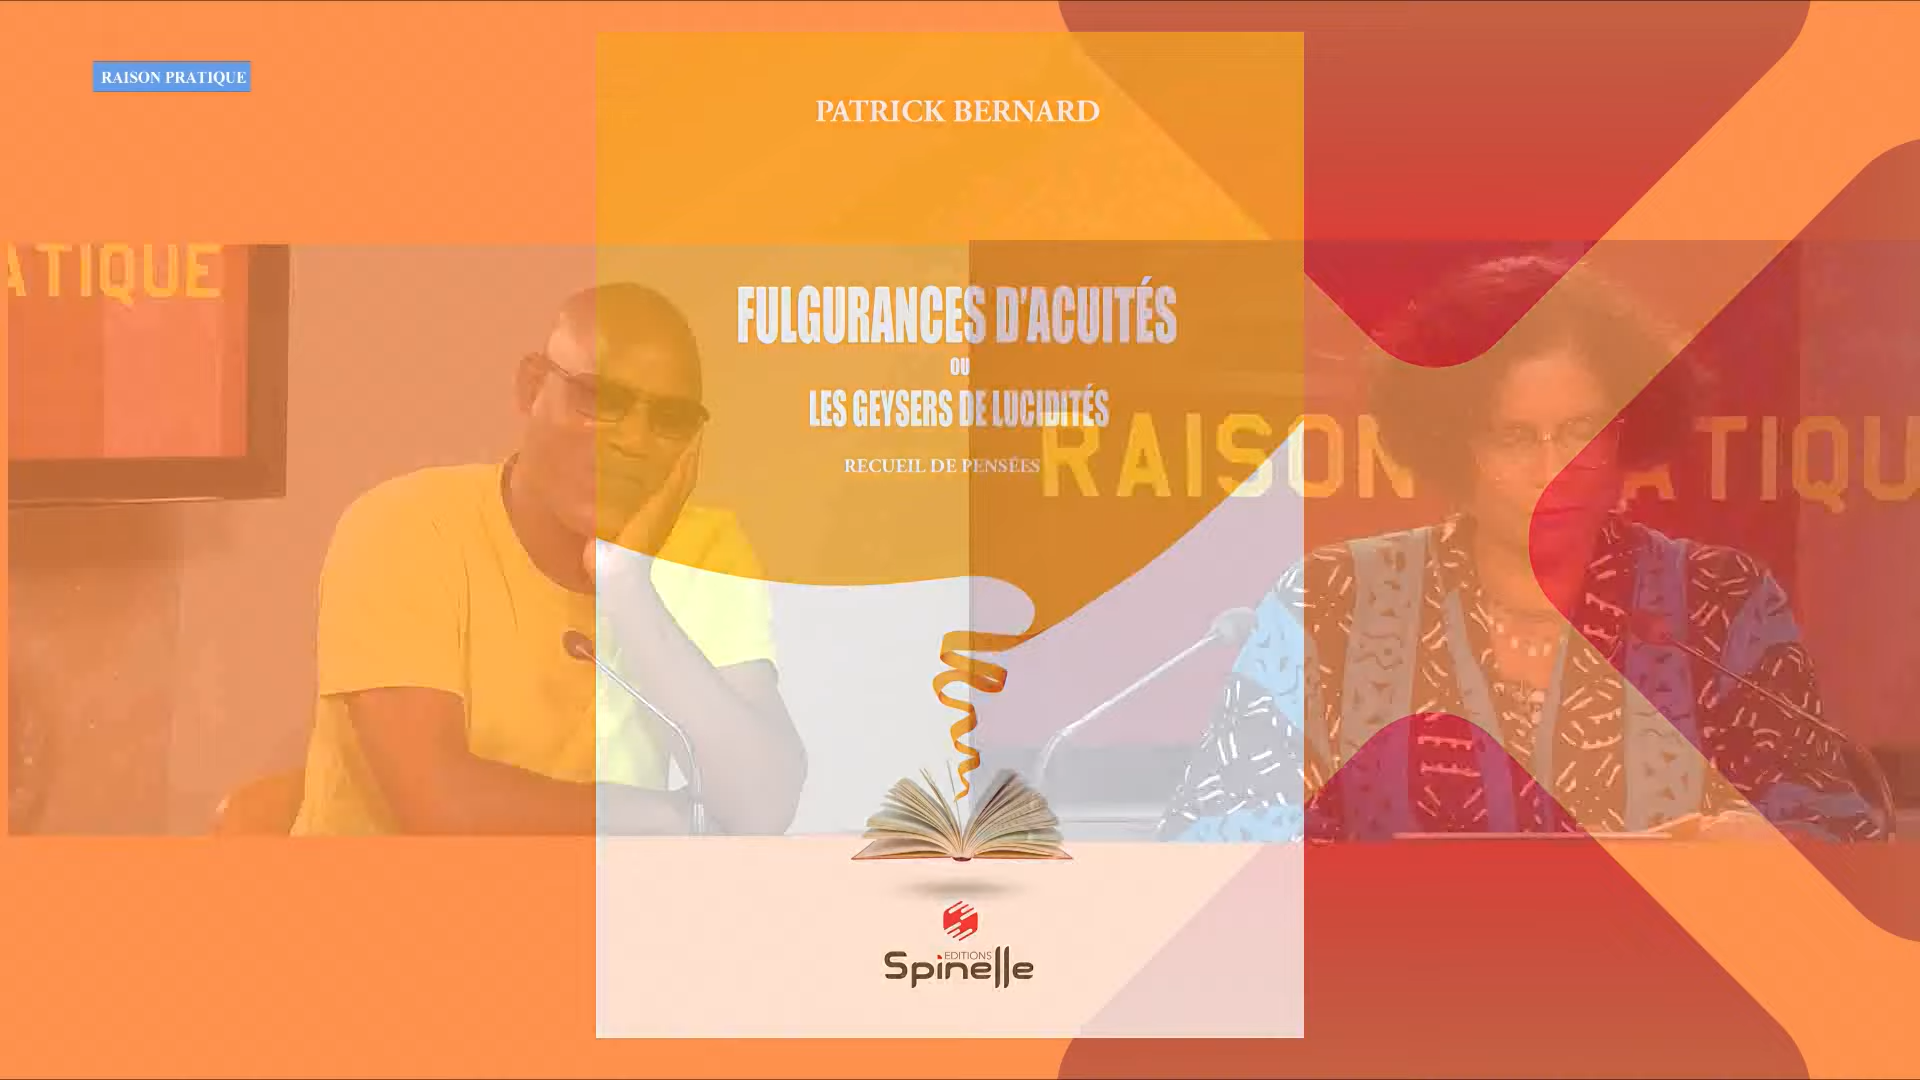 RAISON PRATIQUE
PATRICK BERNARD
ATIQUE
FULGURANCES D'ACUITÉS
OU
LES GEYSERS DE LUCIDITÉS
RECUEIL DE PENSÉES
RAISON ATIQU
EDITIONS
Spinelle